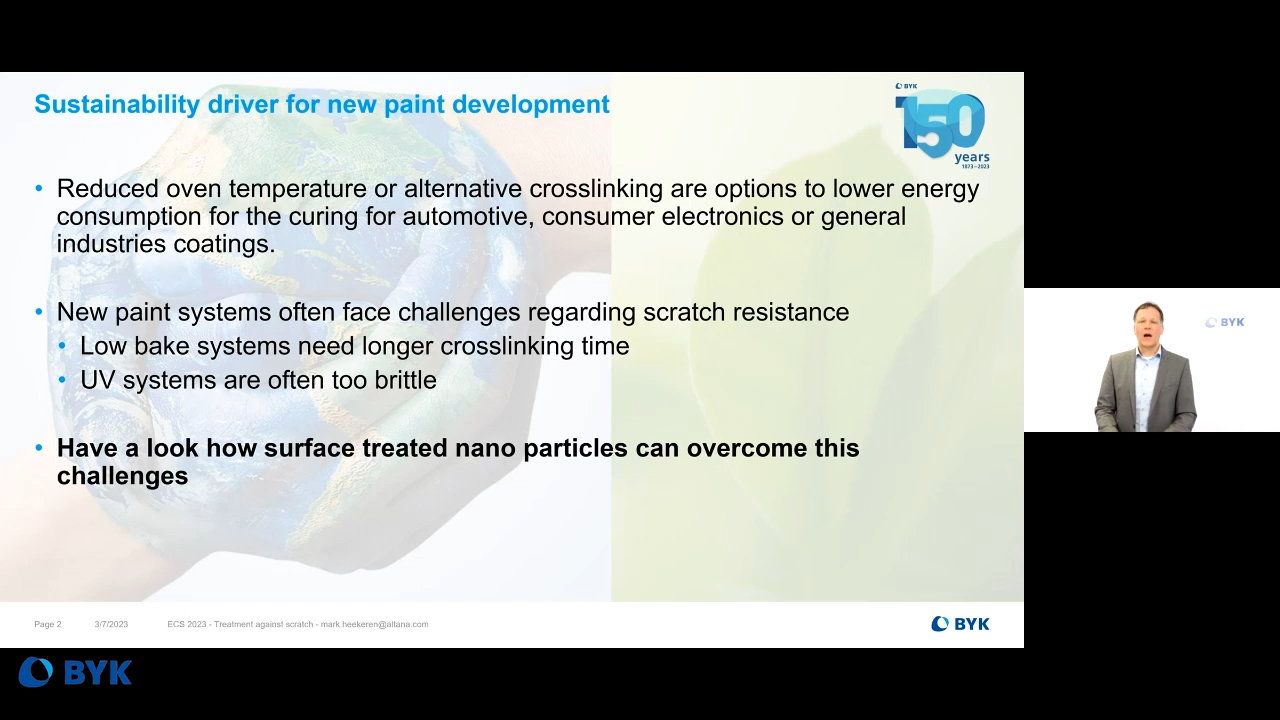 Sustainability driver for new paint development
BYK
150
years
1873–2023
• Reduced oven temperature or alternative crosslinking are options to lower energy
consumption for the curing for automotive, consumer electronics or general
industries coatings.
• New paint systems often face challenges regarding scratch resistance
• Low bake systems need longer crosslinking time
• UV systems are often too brittle
• Have a look how surface treated nano particles can overcome this
challenges
BYK
Page 2 3/7/2023 ECS 2023 - Treatment against scratch - mark.heekeren@altana.com
BYK
BYK